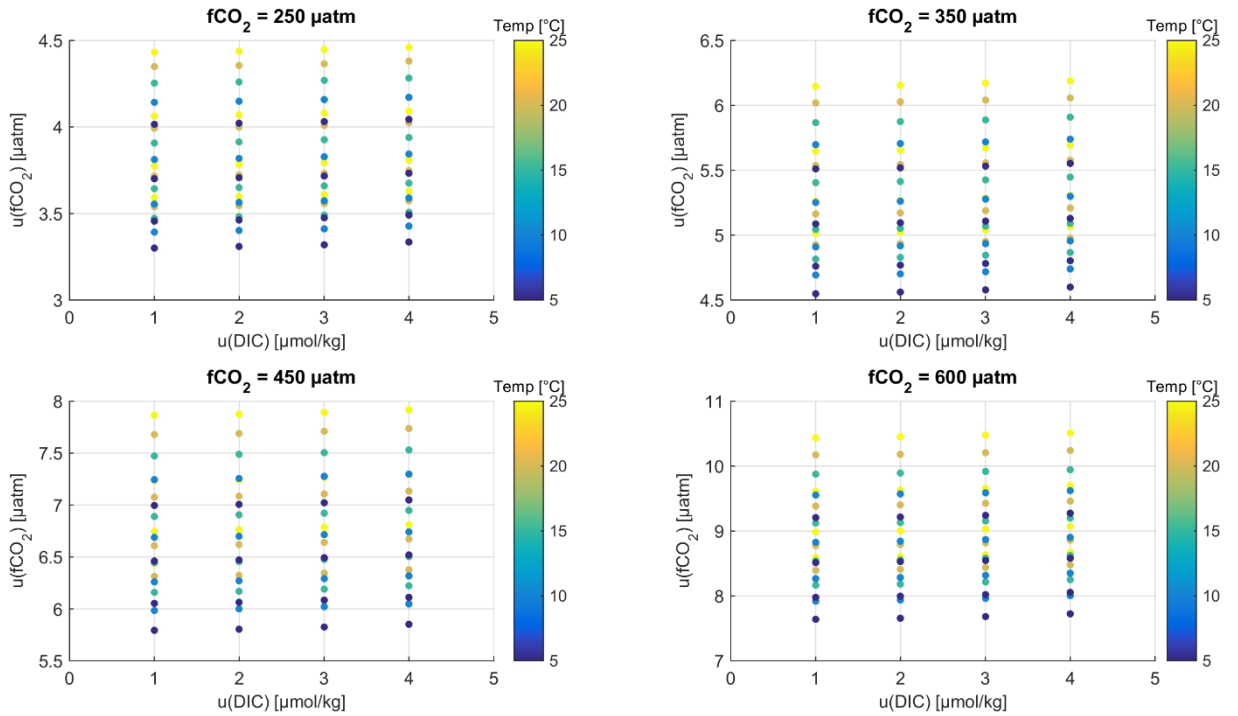 fCO₂ = 250 µatm
Temp [°C]
4.5
4
3.5
3
u(fCO₂) [µatm]
0 1 2 3 4 5
u(DIC) [µmol/kg]
25
20
15
10
5
fCO₂ = 350 µatm
Temp [°C]
6.5
6
5.5
5
4.5
u(fCO₂) [µatm]
0 1 2 3 4 5
u(DIC) [µmol/kg]
25
20
15
10
5
fCO₂ = 450 µatm
Temp [°C]
8
7.5
7
6.5
6
5.5
u(fCO₂) [µatm]
0 1 2 3 4 5
u(DIC) [µmol/kg]
25
20
15
10
5
fCO₂ = 600 µatm
Temp [°C]
11
10
9
8
7
u(fCO₂) [µatm]
0 1 2 3 4 5
u(DIC) [µmol/kg]
25
20
15
10
5